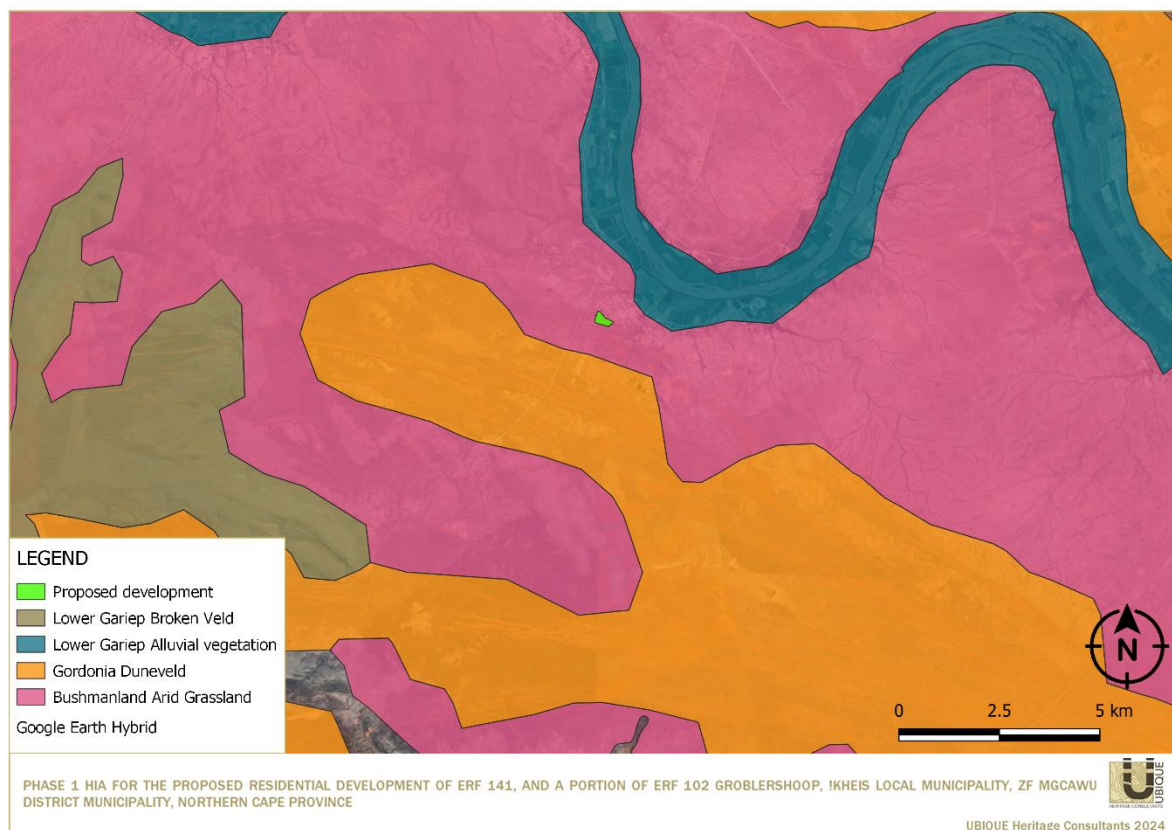 LEGEND
Proposed development
Lower Gariep Broken Veld
Lower Gariep Alluvial vegetation
Gordonia Duneveld
Bushmanland Arid Grassland
Google Earth Hybrid
N
0 2.5 5 km
PHASE 1 HIA FOR THE PROPOSED RESIDENTIAL DEVELOPMENT OF ERF 141, AND A PORTION OF ERF 102 GROBLERSHOOP, !KHEIS LOCAL MUNICIPALITY, ZF MGCAWU
DISTRICT MUNICIPALITY, NORTHERN CAPE PROVINCE
UBIQUE
HERITAGE CONSULTANTS
UBIQUE Heritage Consultants 2024